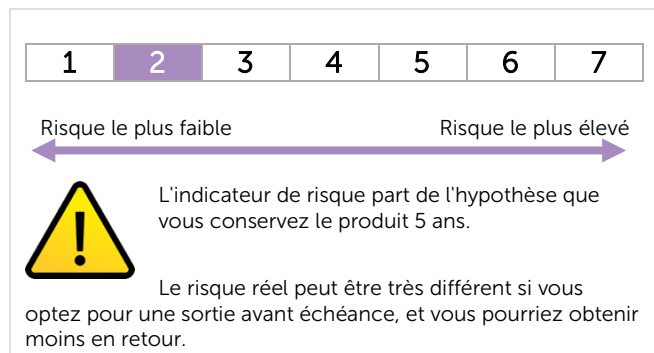 1 2 3 4 5 6 7
Risque le plus faible Risque le plus élevé
L'indicateur de risque part de l'hypothèse que
vous conservez le produit 5 ans.
Le risque réel peut être très différent si vous
optez pour une sortie avant échéance, et vous pourriez obtenir
moins en retour.